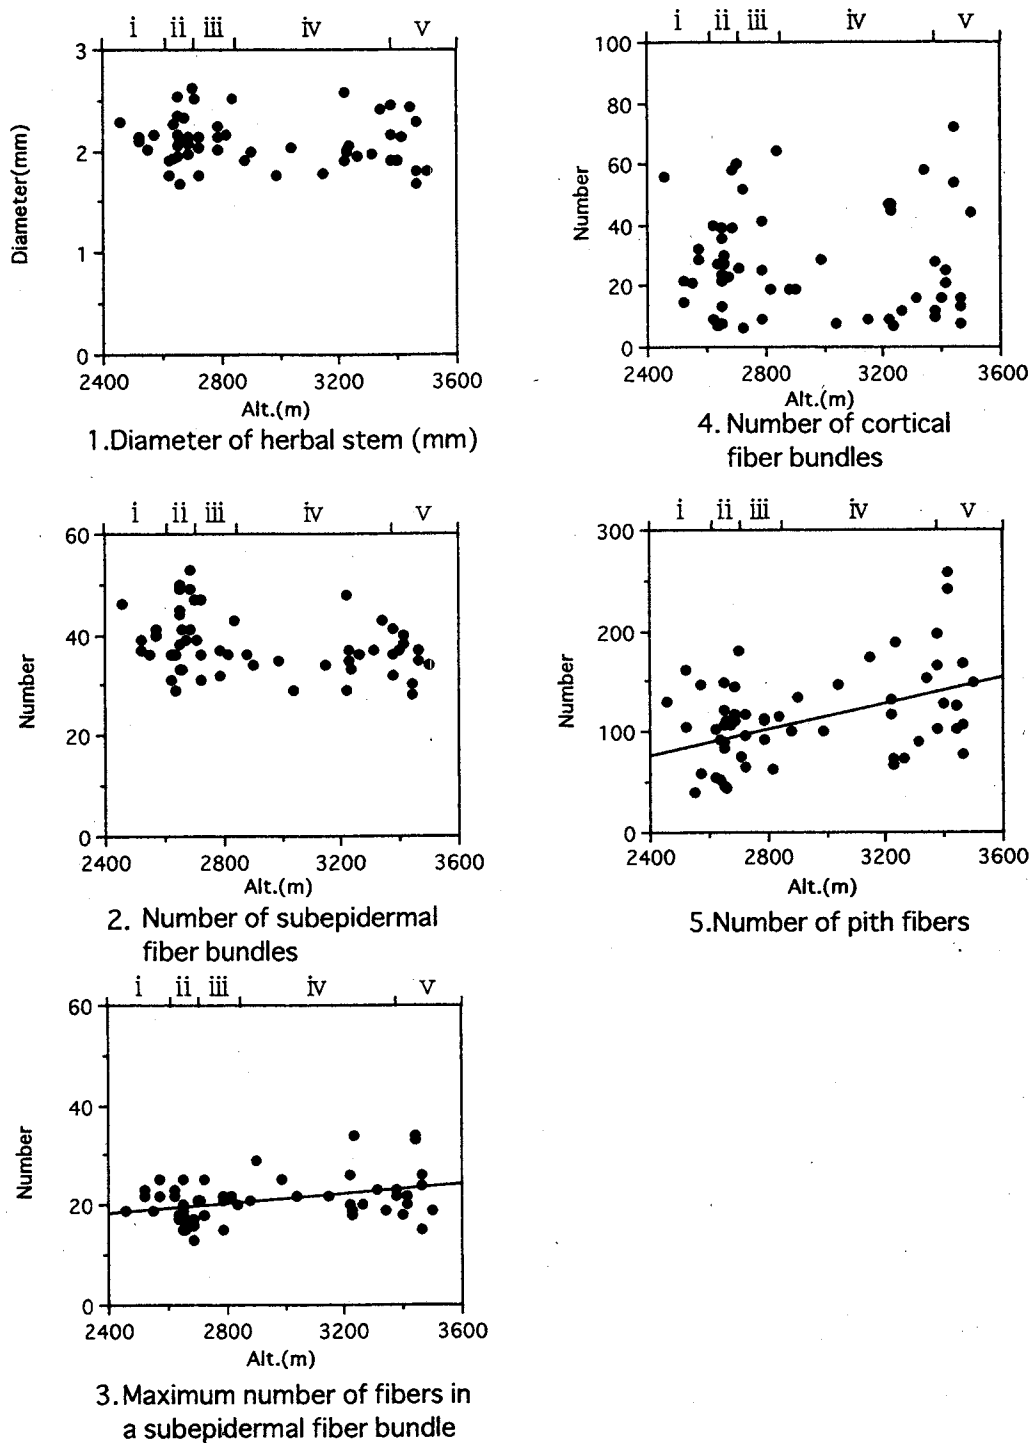 i ii iii iv v
3
2
1
0
Diameter(mm)
2400 2800 3200 3600
Alt.(m)
1.Diameter of herbal stem (mm)
i ii iii iv v
100
80
60
40
20
0
Number
2400 2800 3200 3600
Alt.(m)
4. Number of cortical
fiber bundles
i ii iii iv v
60
40
20
0
Number
2400 2800 3200 3600
Alt.(m)
2. Number of subepidermal
fiber bundles
i ii iii iv v
300
200
100
0
Number
2400 2800 3200 3600
Alt.(m)
5.Number of pith fibers
i ii iii iv v
60
40
20
0
Number
2400 2800 3200 3600
Alt.(m)
3.Maximum number of fibers in
a subepidermal fiber bundle